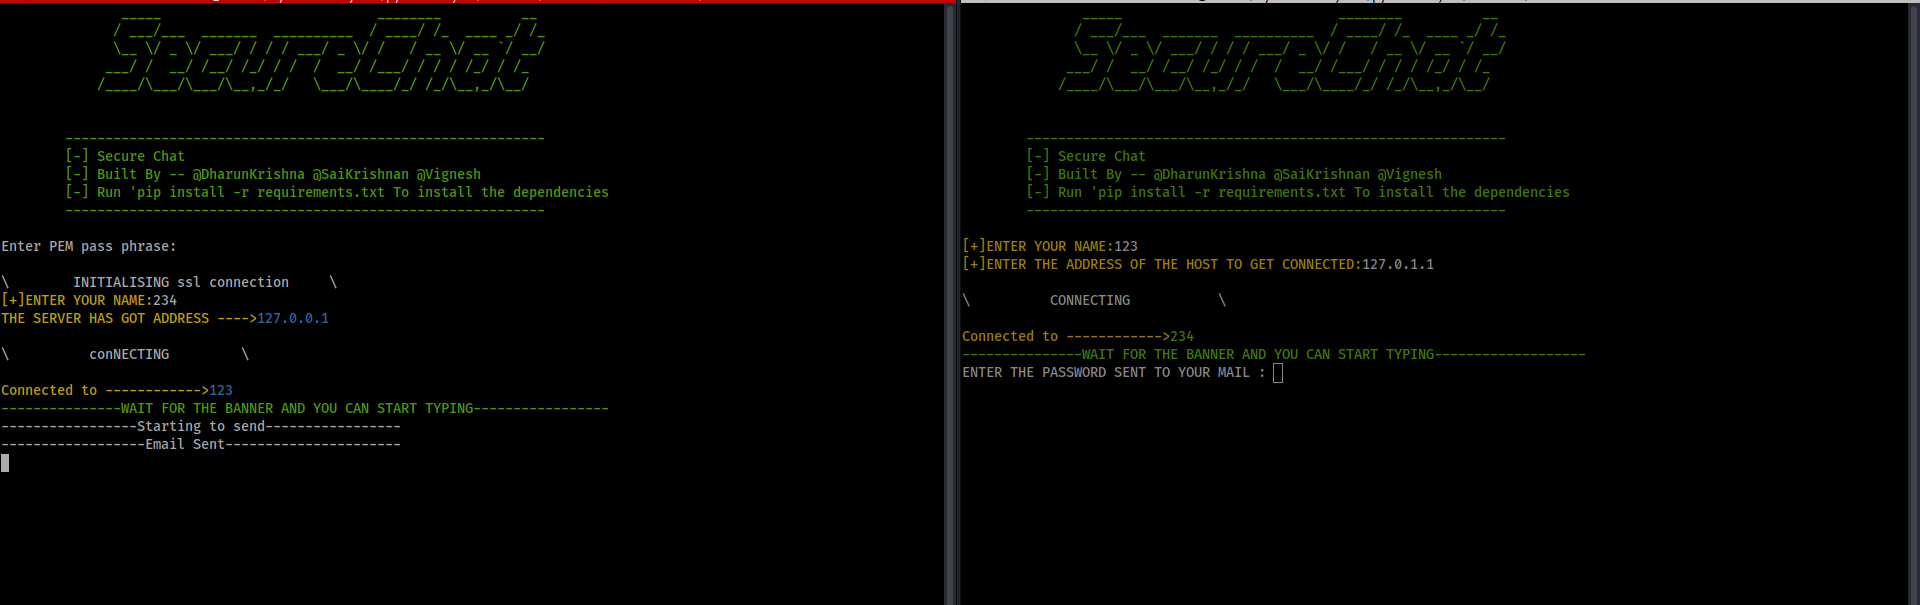 SecureChat
------------------------------------------------------------
[-] Secure Chat
[-] Built By -- @DharunKrishna @SaiKrishnan @Vignesh
[-] Run 'pip install -r requirements.txt To install the dependencies
------------------------------------------------------------
Enter PEM pass phrase:
\        INITIALISING ssl connection     \
[+]ENTER YOUR NAME:234
THE SERVER HAS GOT ADDRESS ---->127.0.0.1
\          conNECTING         \
Connected to ------------>123
---------------WAIT FOR THE BANNER AND YOU CAN START TYPING-----------------
-----------------Starting to send-----------------
------------------Email Sent----------------------
SecureChat
------------------------------------------------------------
[-] Secure Chat
[-] Built By -- @DharunKrishna @SaiKrishnan @Vignesh
[-] Run 'pip install -r requirements.txt To install the dependencies
------------------------------------------------------------
[+]ENTER YOUR NAME:123
[+]ENTER THE ADDRESS OF THE HOST TO GET CONNECTED:127.0.1.1
\          CONNECTING           \
Connected to ------------>234
---------------WAIT FOR THE BANNER AND YOU CAN START TYPING-------------------
ENTER THE PASSWORD SENT TO YOUR MAIL :